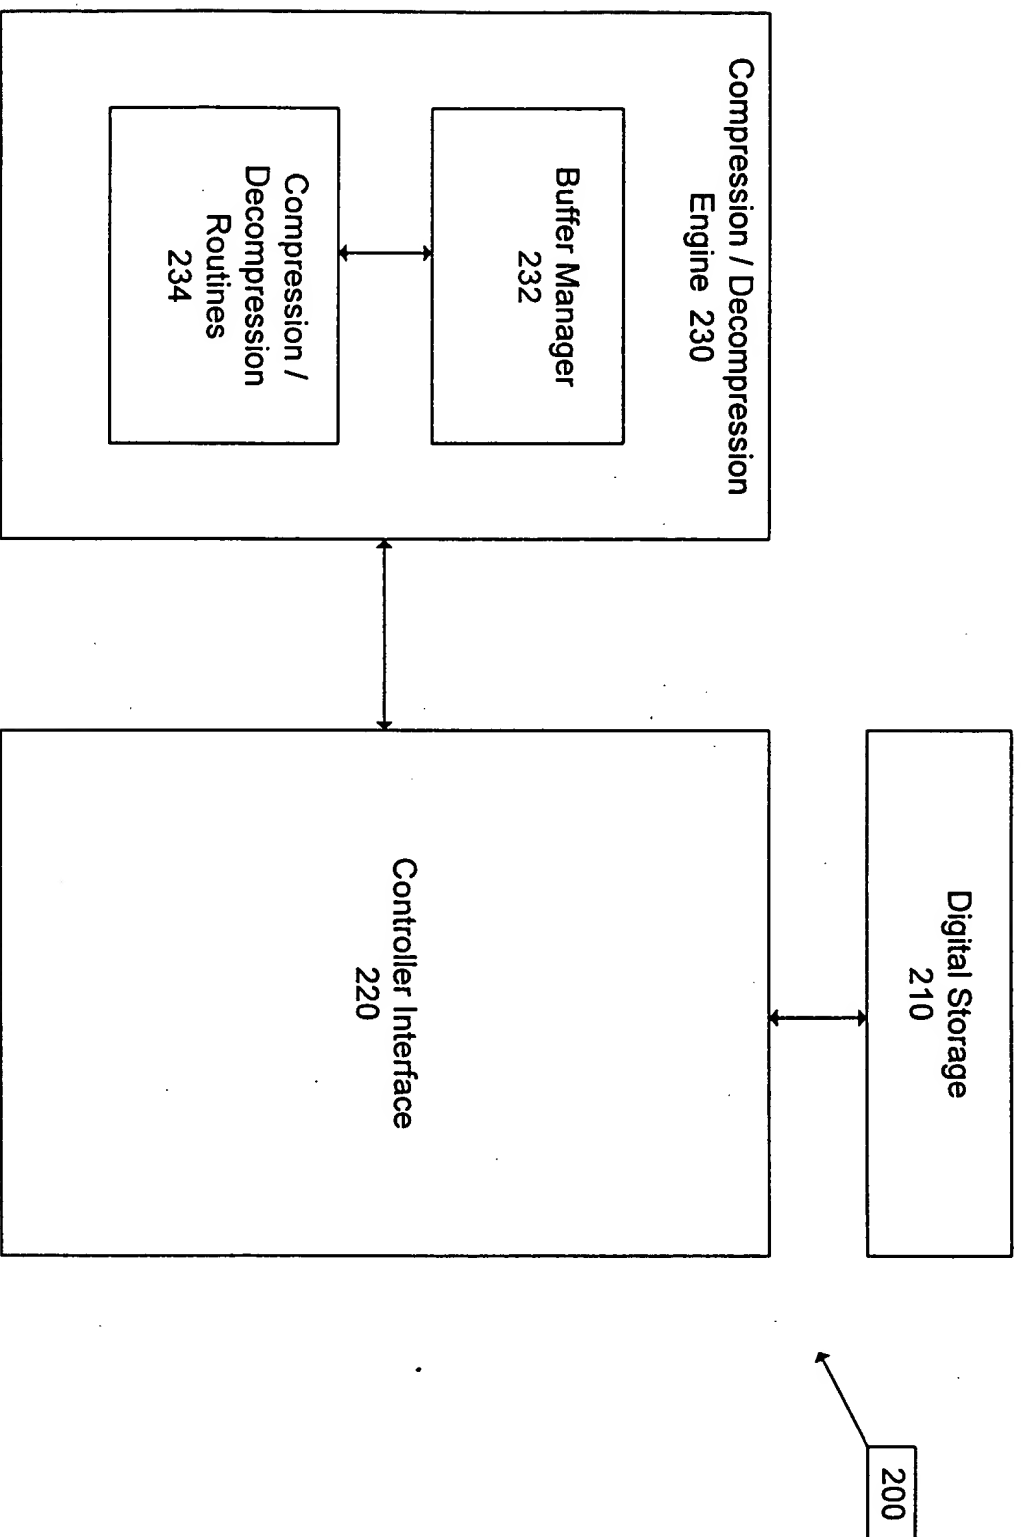 200
Digital Storage
210
Compression / Decompression
Engine 230
Buffer Manager
232
Compression /
Decompression
Routines
234
Controller Interface
220